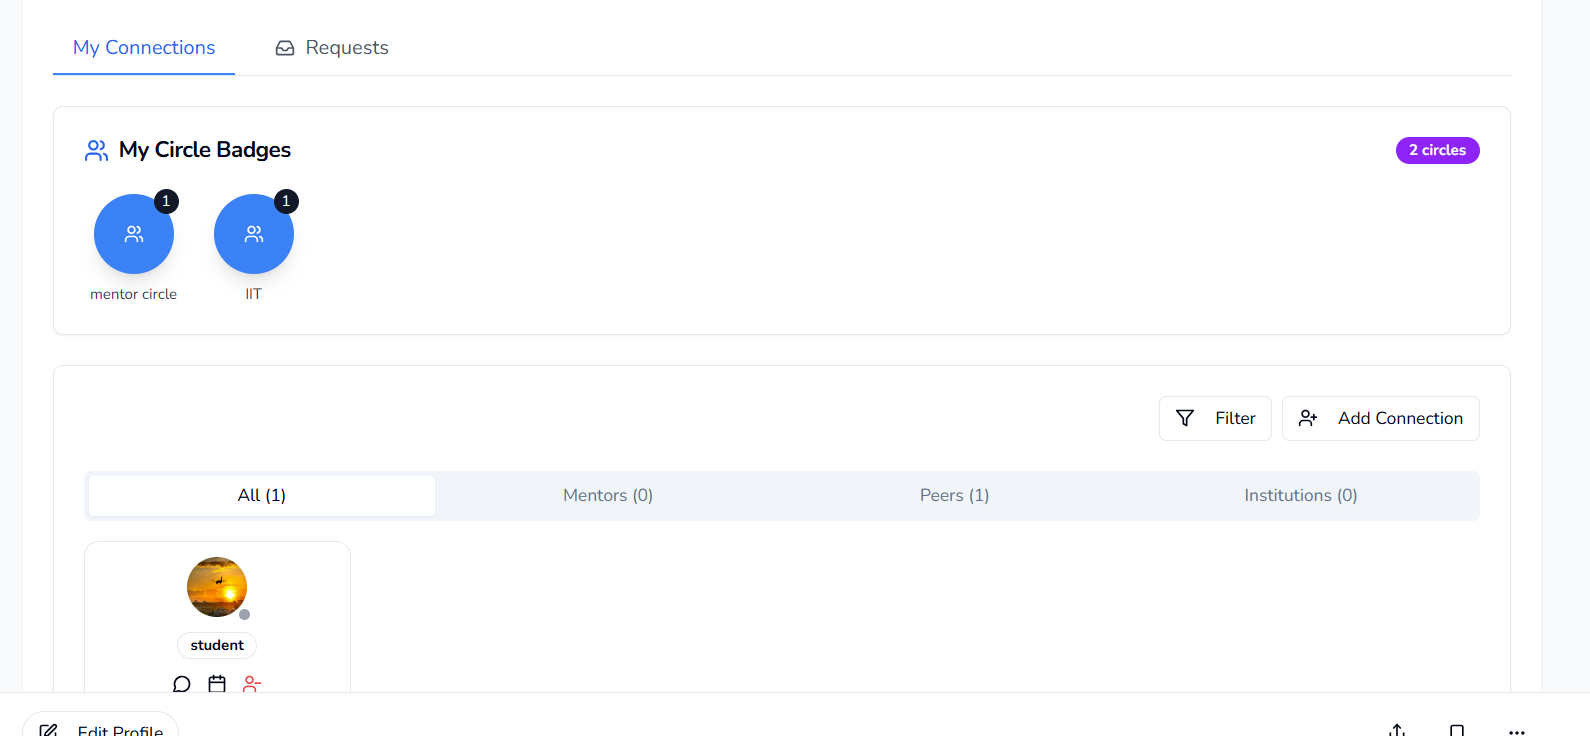 My Connections
Requests
My Circle Badges
2 circles
1
1
mentor circle
IIT
Filter
Add Connection
All (1)
Mentors (0)
Peers (1)
Institutions (0)
student
Edit Profile